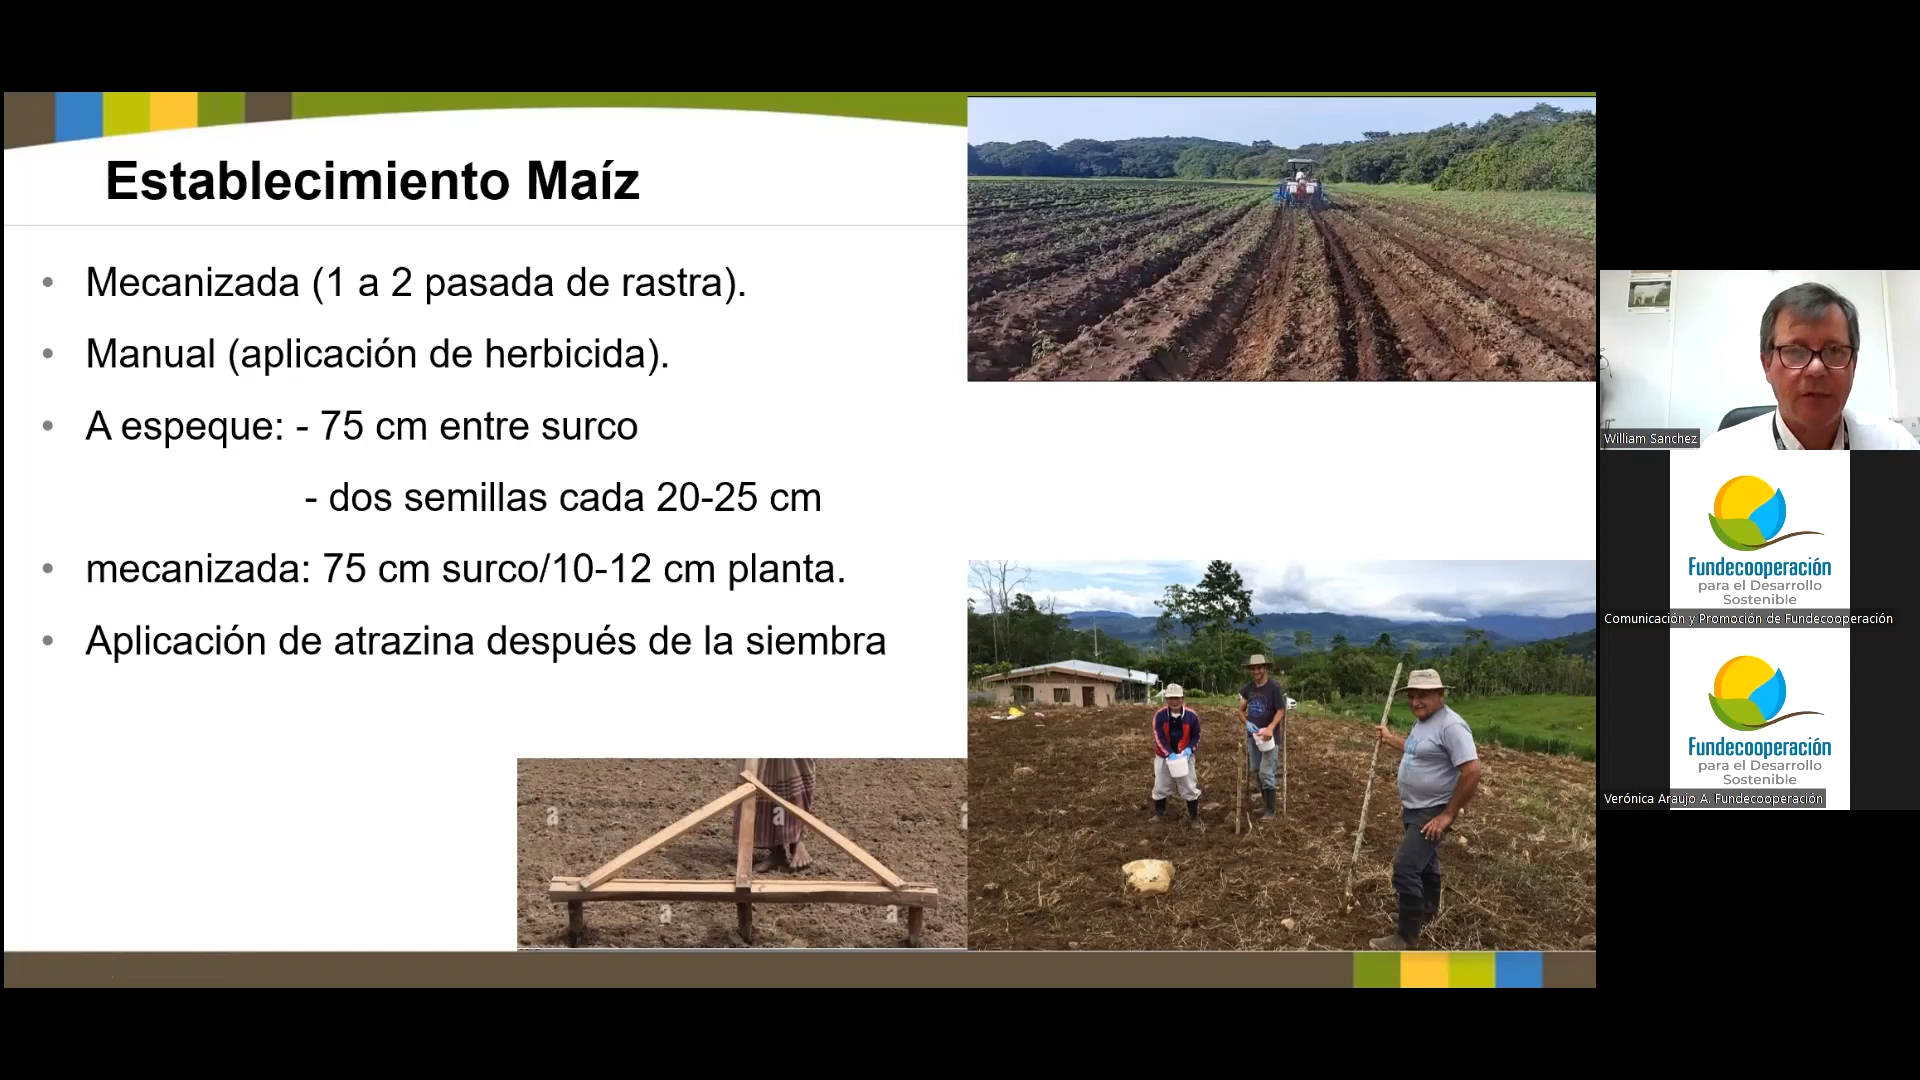 Establecimiento Maíz
• Mecanizada (1 a 2 pasada de rastra).
• Manual (aplicación de herbicida).
• A espeque: - 75 cm entre surco
- dos semillas cada 20-25 cm
• mecanizada: 75 cm surco/10-12 cm planta.
• Aplicación de atrazina después de la siembra
a
a
a
a
William Sanchez
Fundecooperación
para el Desarrollo
Sostenible
Comunicación y Promoción de Fundecooperación
Fundecooperación
para el Desarrollo
Sostenible
Verónica Araujo A. Fundecooperación